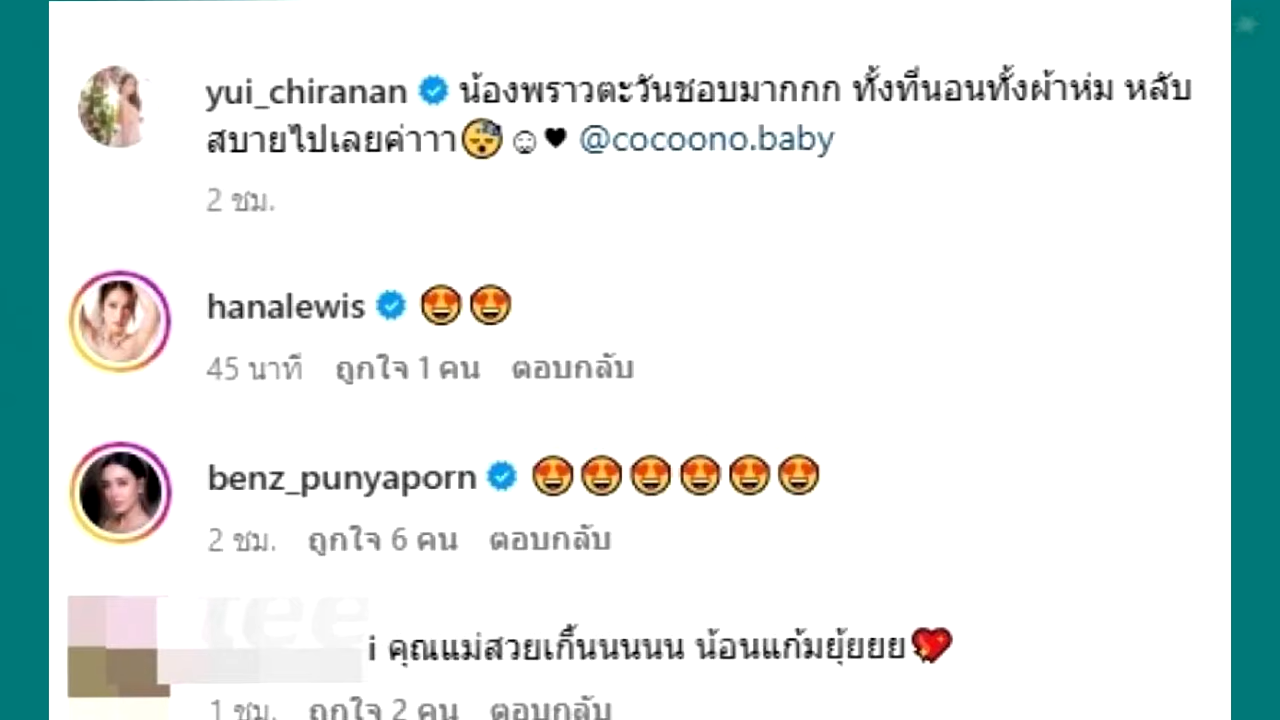 yui_chiranan น้องพราวตะวันชอบมากกก ทั้งที่นอนทั้งผ้าห่ม หลับ
สบายไปเลยค่าาา😴☺♥ @cocoono.baby
2 ชม.
hanalewis 😍😍
45 นาที ถูกใจ 1 คน ตอบกลับ
benz_punyaporn 😍😍😍😍😍😍
2 ชม. ถูกใจ 6 คน ตอบกลับ
i คุณแม่สวยเกิ๊นนนนน น้อนแก้มยุ้ยยย💖
1 ชม. ถูกใจ 2 คน ตอบกลับ